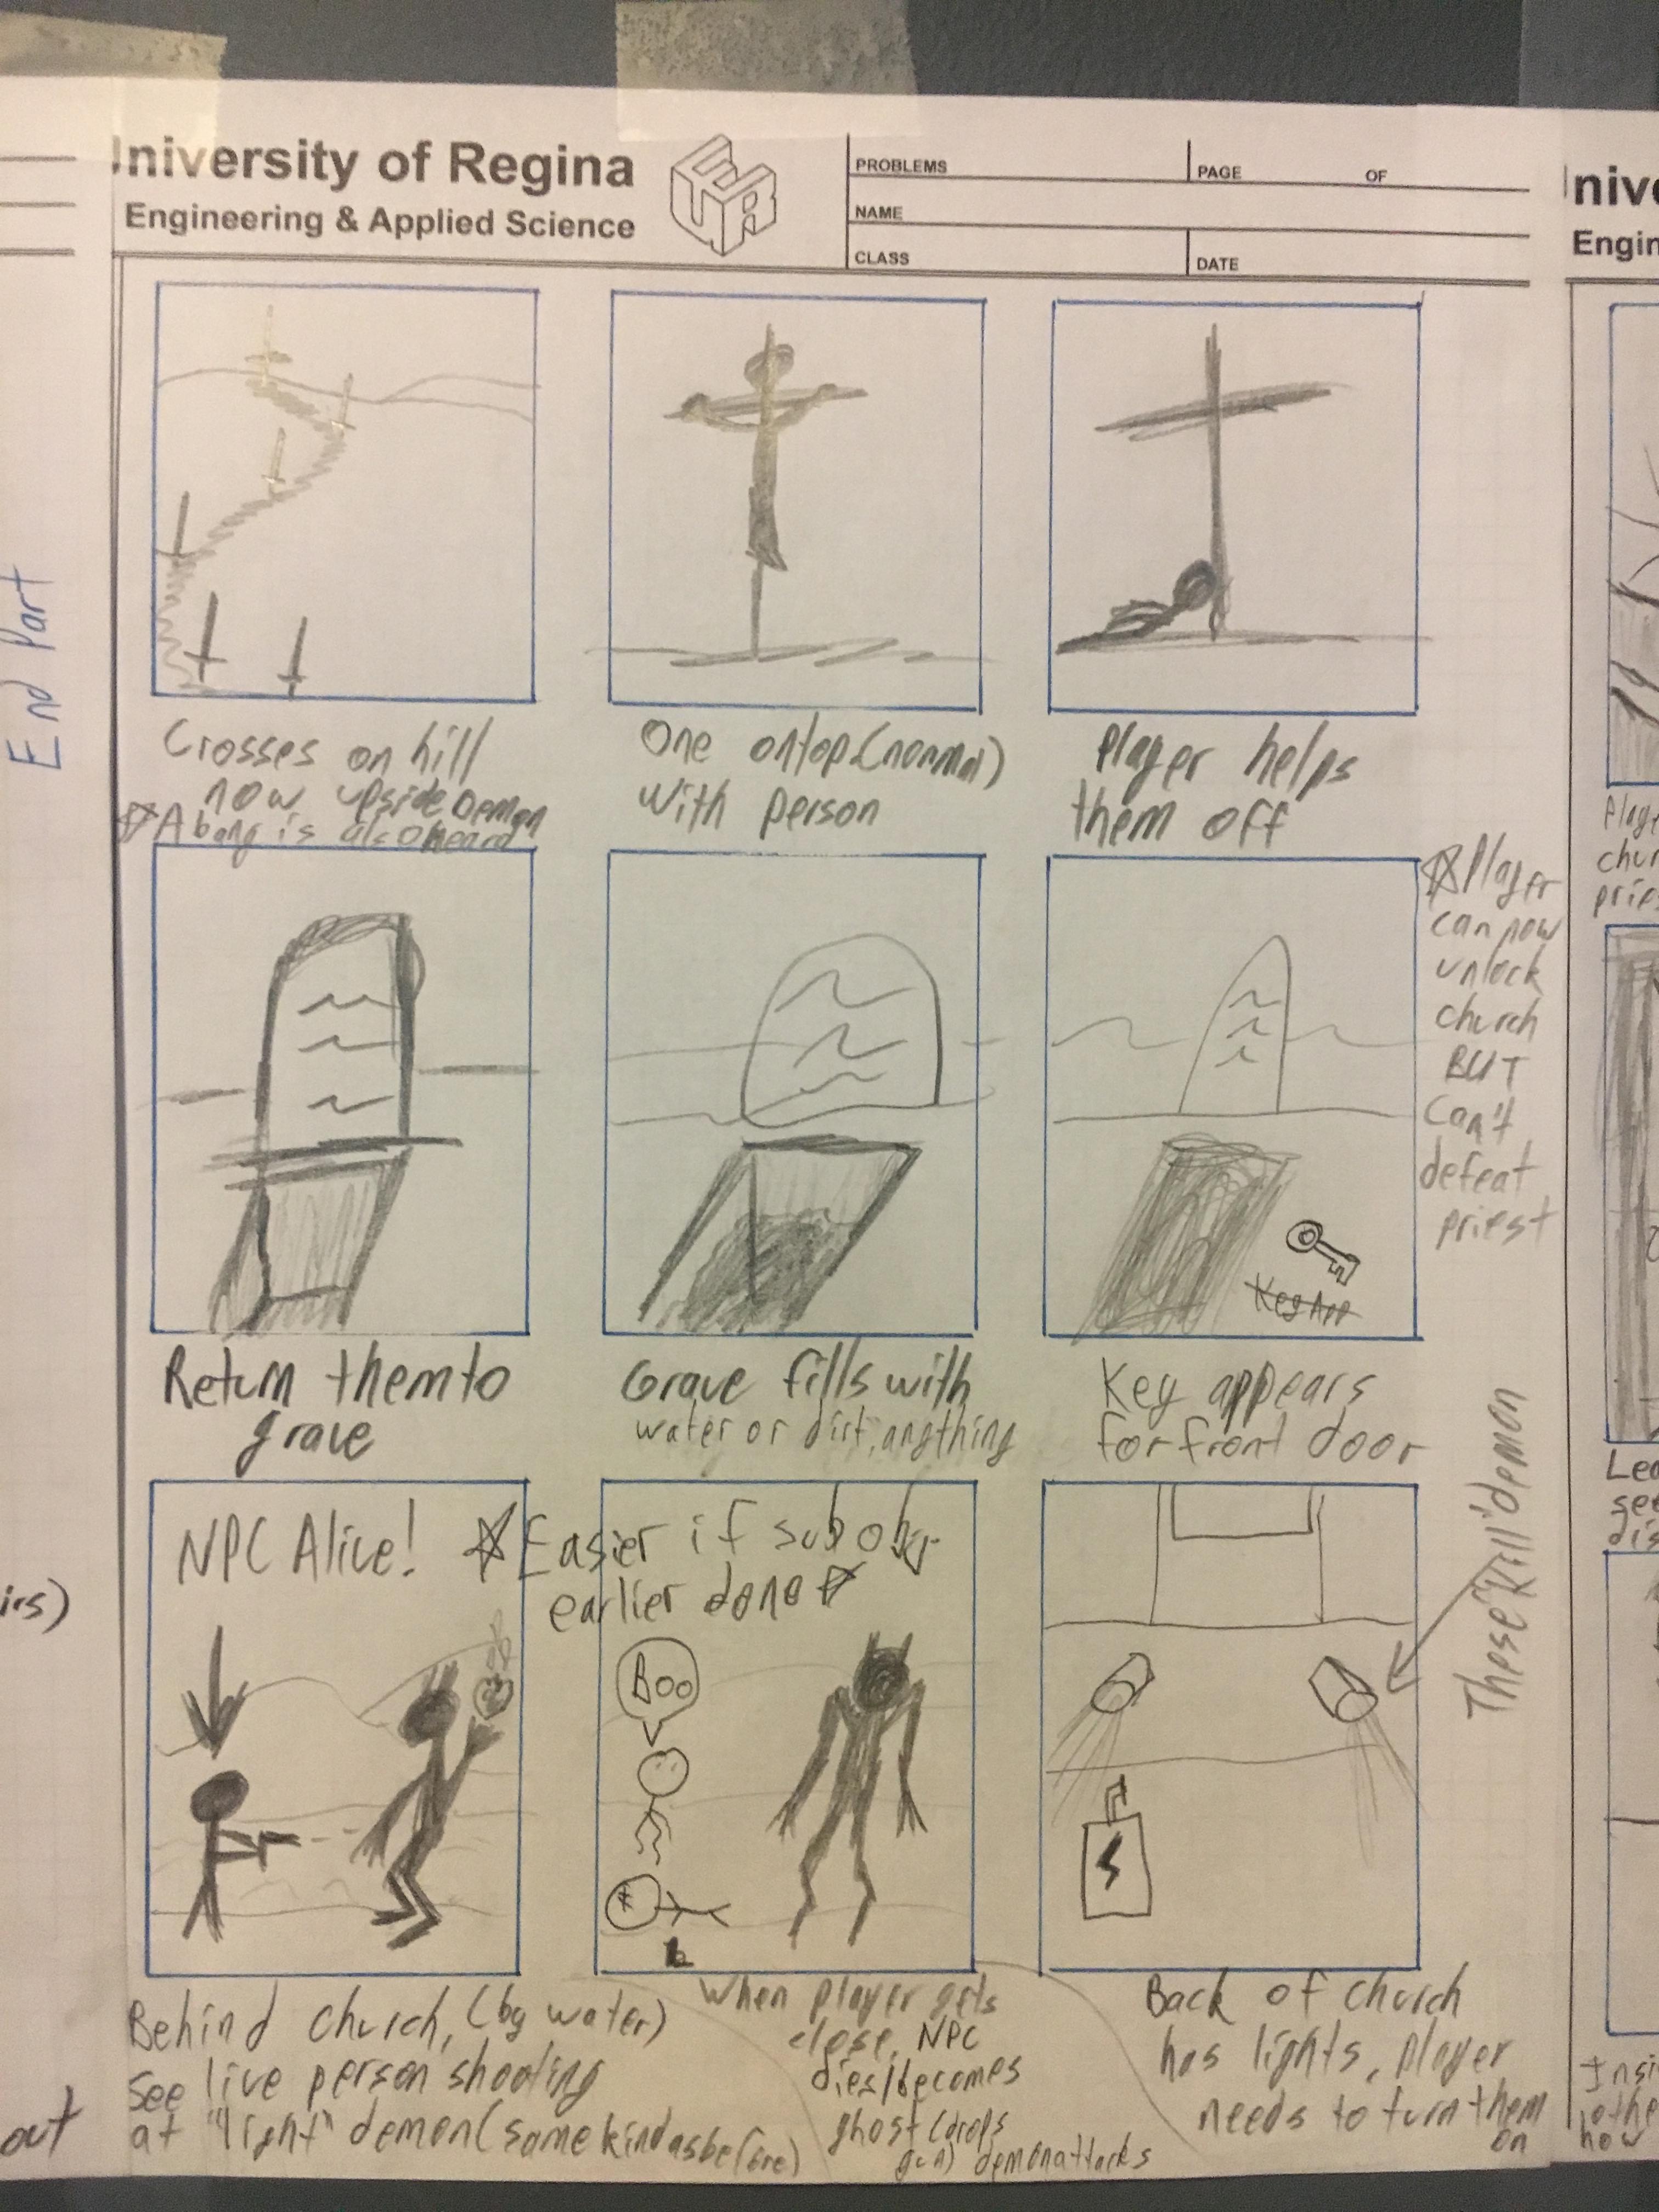 University of Regina
Engineering & Applied Science
PROBLEMS
PAGE OF
NAME
CLASS
DATE
End Part
Crosses on hill
now upside Demon
☆ A bang is also heard
One ontop (normal)
with person
Player helps
them off
☆ Player
can now
unlock
church
BUT
Can't
defeat
priest
Return them to
grave
Grave fills with
water or dirt, anything
Key App
Key appears
for front door
NPC Alive! ☆ Easier if sub obj
earlier done ☆
Boo
These "kill" demon
Behind church, (by water)
see live person shooting
at "light" demon (same kind as before)
When player gets
close, NPC
dies/becomes
ghost (drops
gun) demon attacks
Back of church
has lights, player
needs to turn them
on
irs)
out
Unive
Engin
Playe
chur
pries
Lea
see
dis
Insi
othe
how